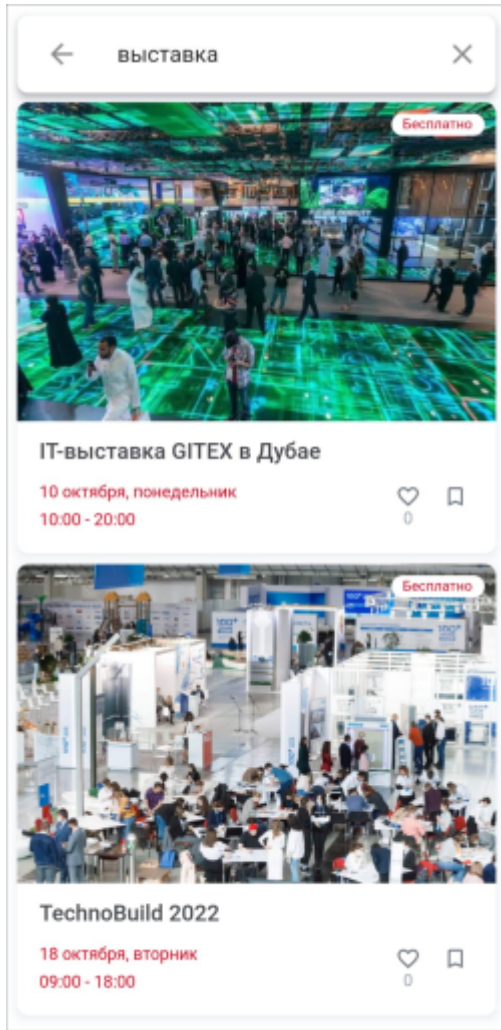 выставка
Бесплатно
IT-выставка GITEX в Дубае
10 октября, понедельник
10:00 - 20:00
0
Бесплатно
100+
TechnoBuild 2022
18 октября, вторник
09:00 - 18:00
0